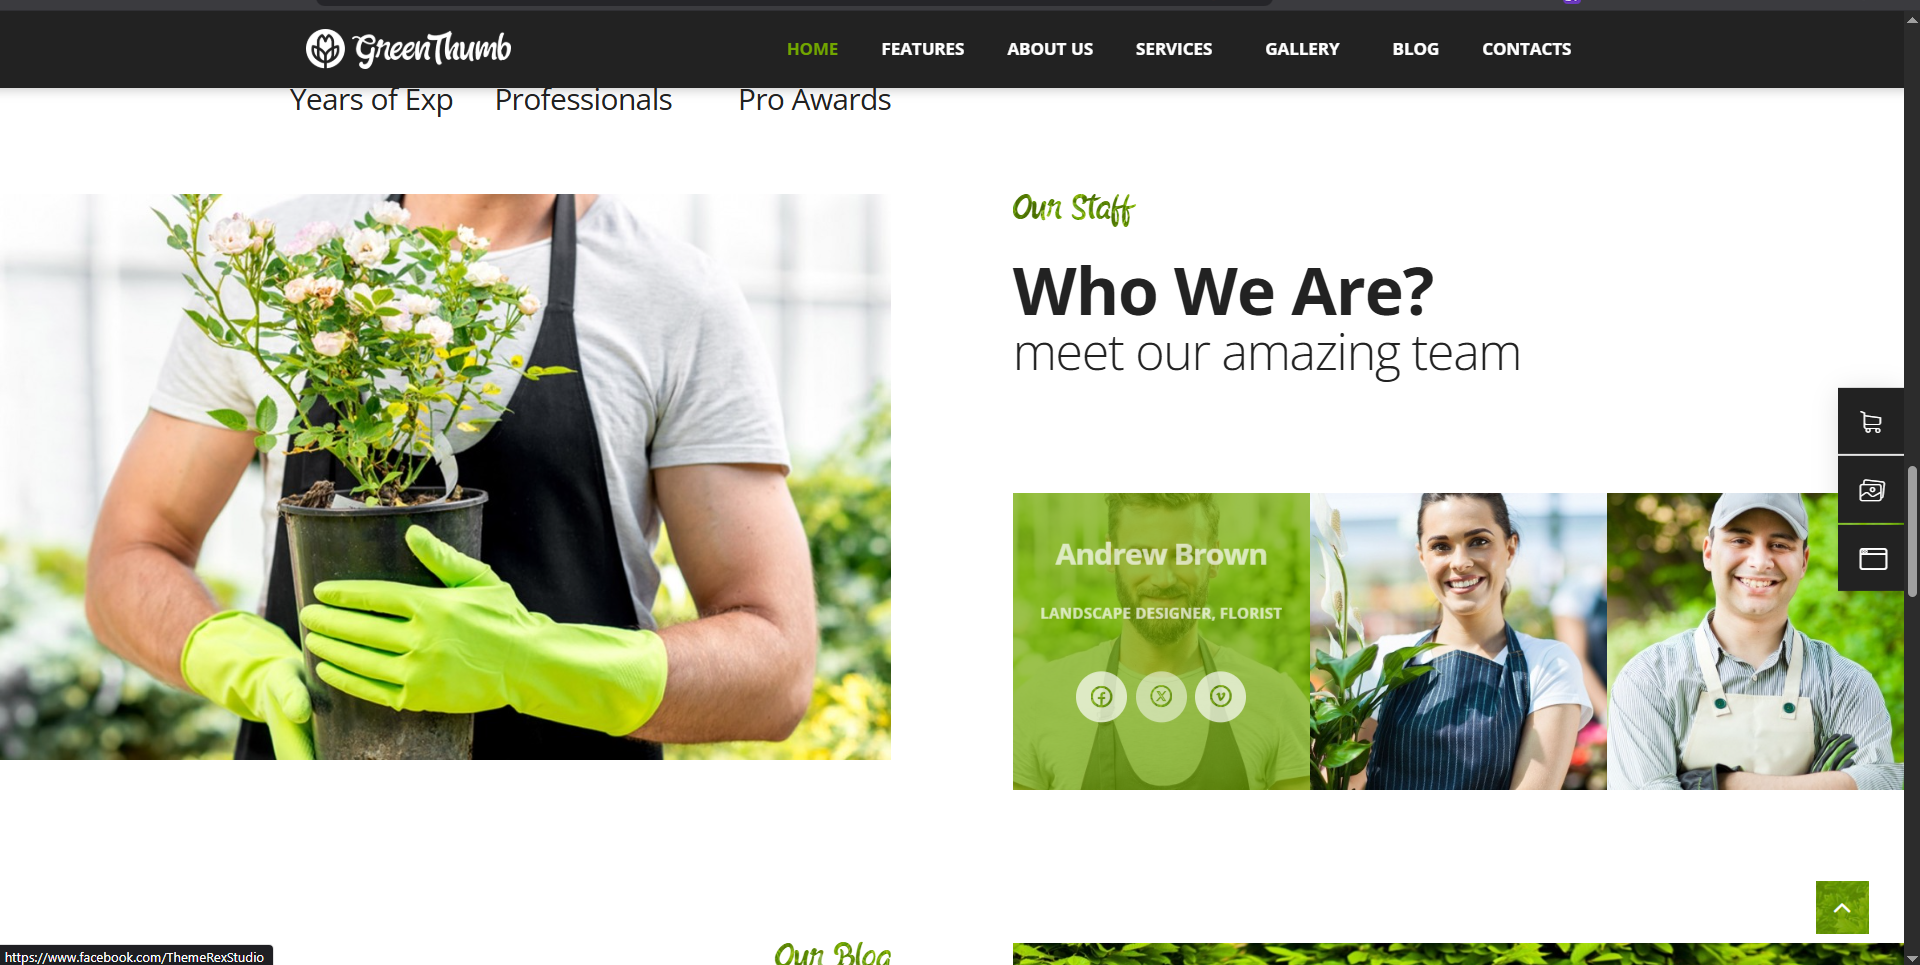 GreenThumb
HOME FEATURES ABOUT US SERVICES GALLERY BLOG CONTACTS
Years of Exp Professionals Pro Awards
Our Staff
Who We Are?
meet our amazing team
Andrew Brown
LANDSCAPE DESIGNER, FLORIST
Our Blog
https://www.facebook.com/ThemeRexStudio